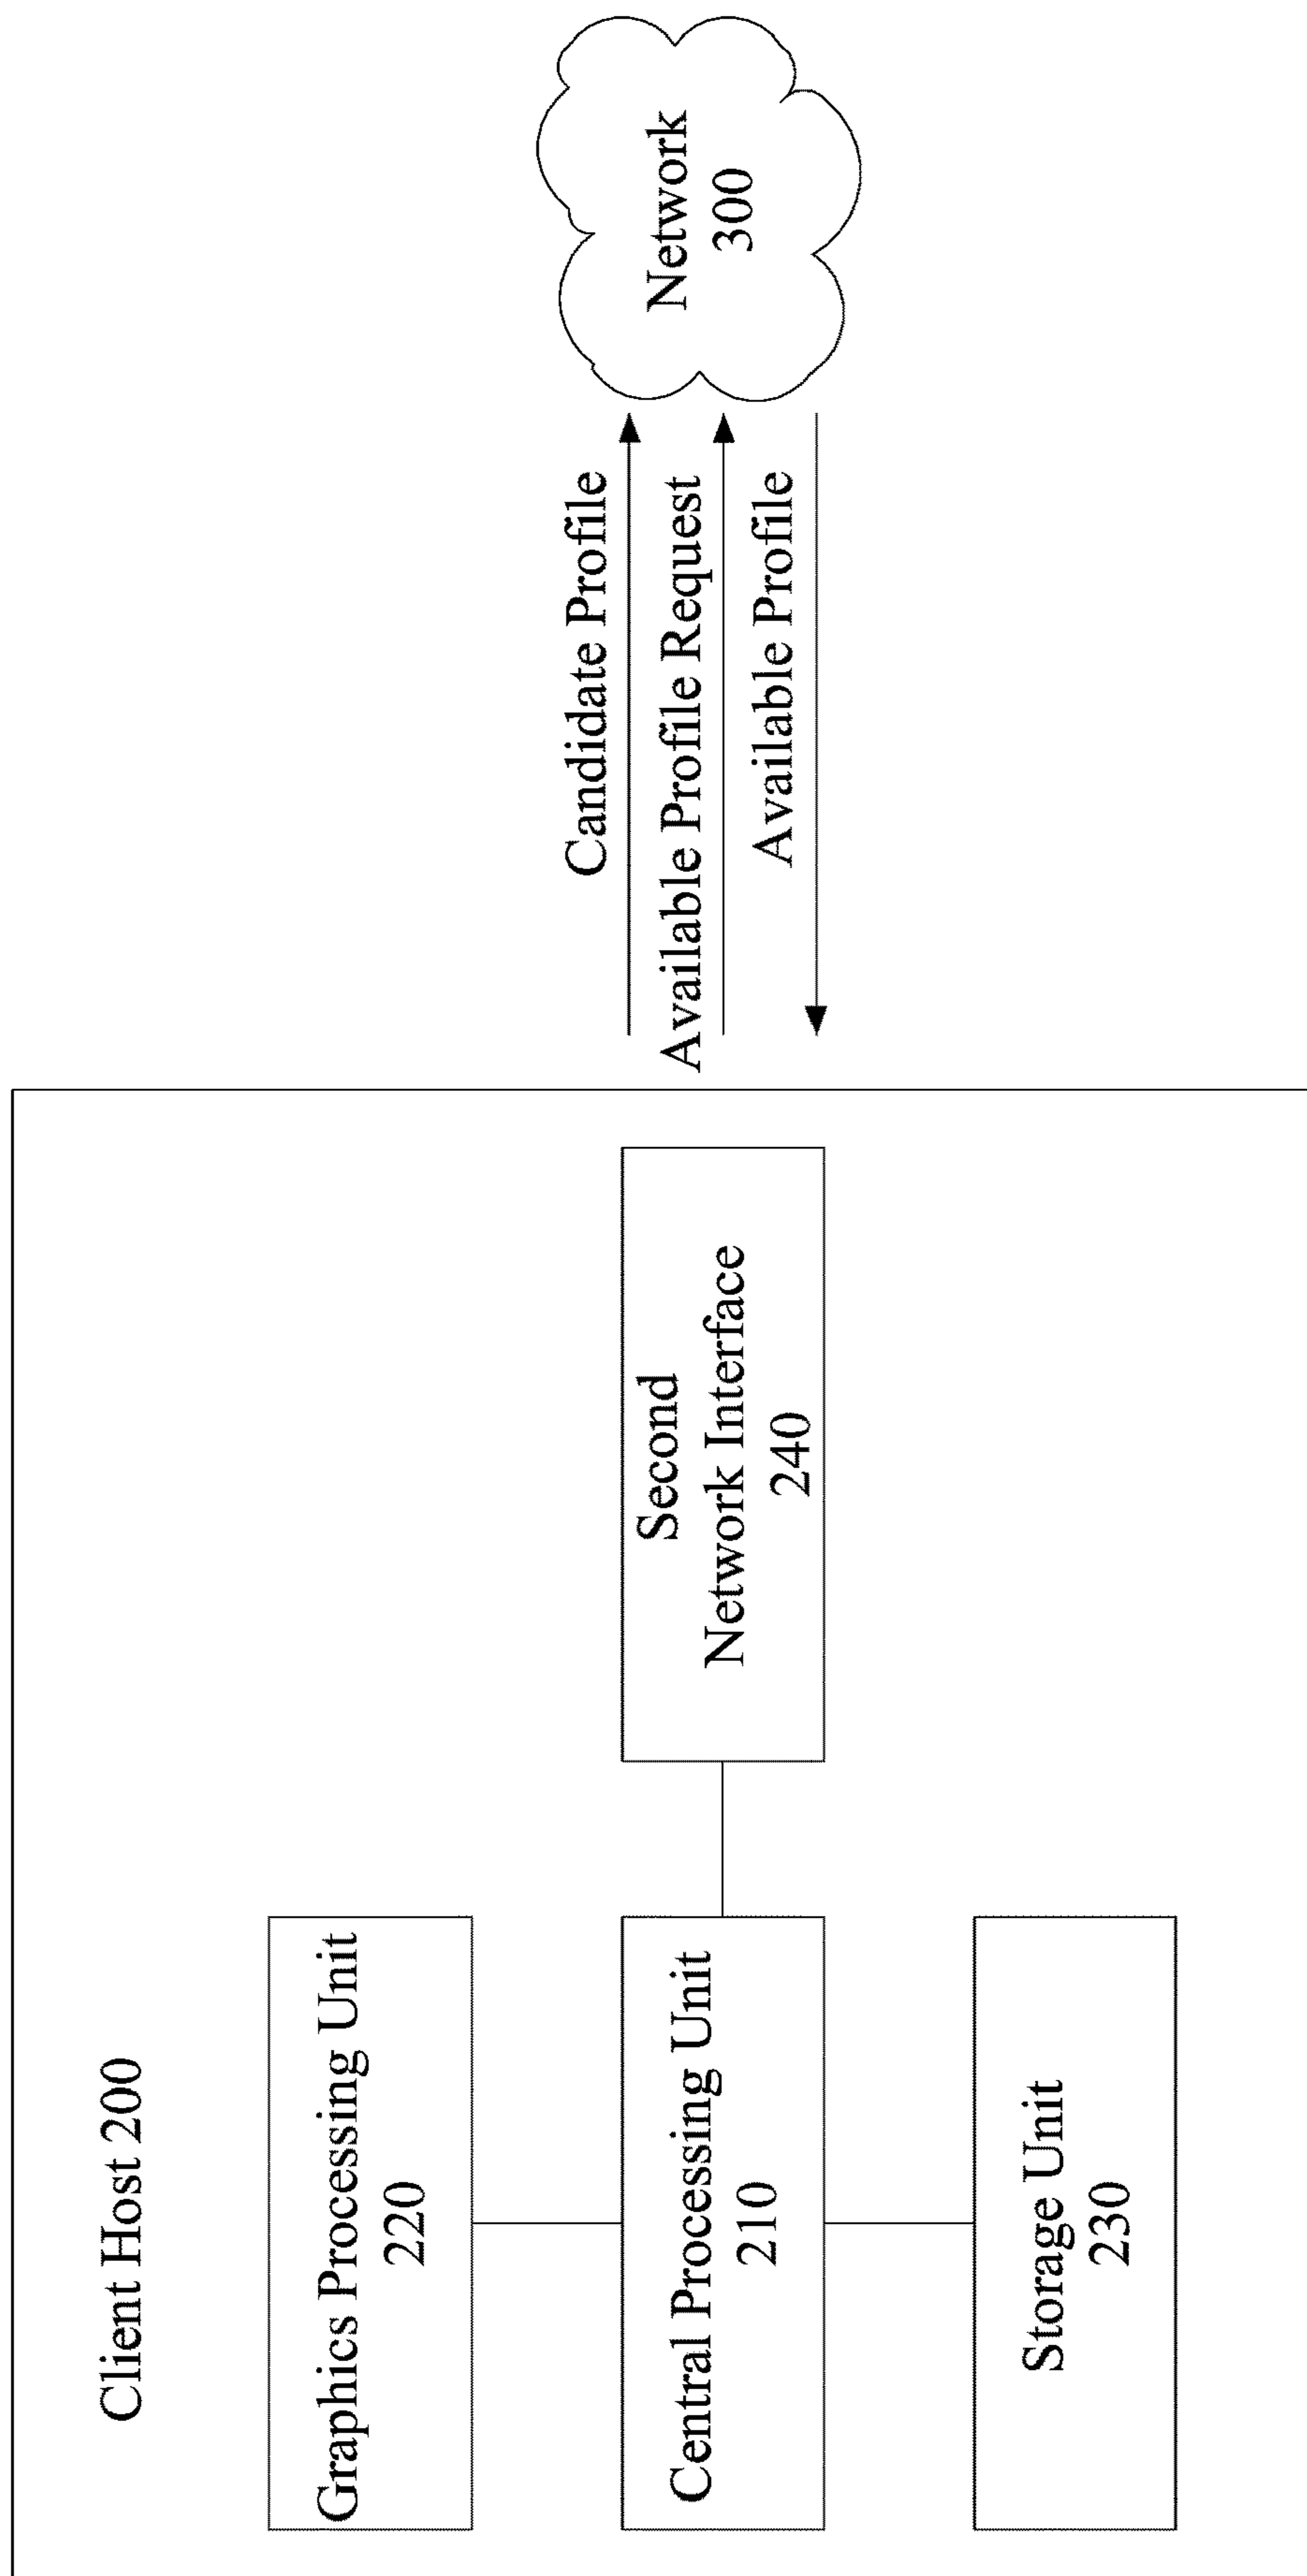 Client Host 200
Graphics Processing Unit
220
Central Processing Unit
210
Storage Unit
230
Second
Network Interface
240
Candidate Profile
Available Profile Request
Available Profile
Network
300